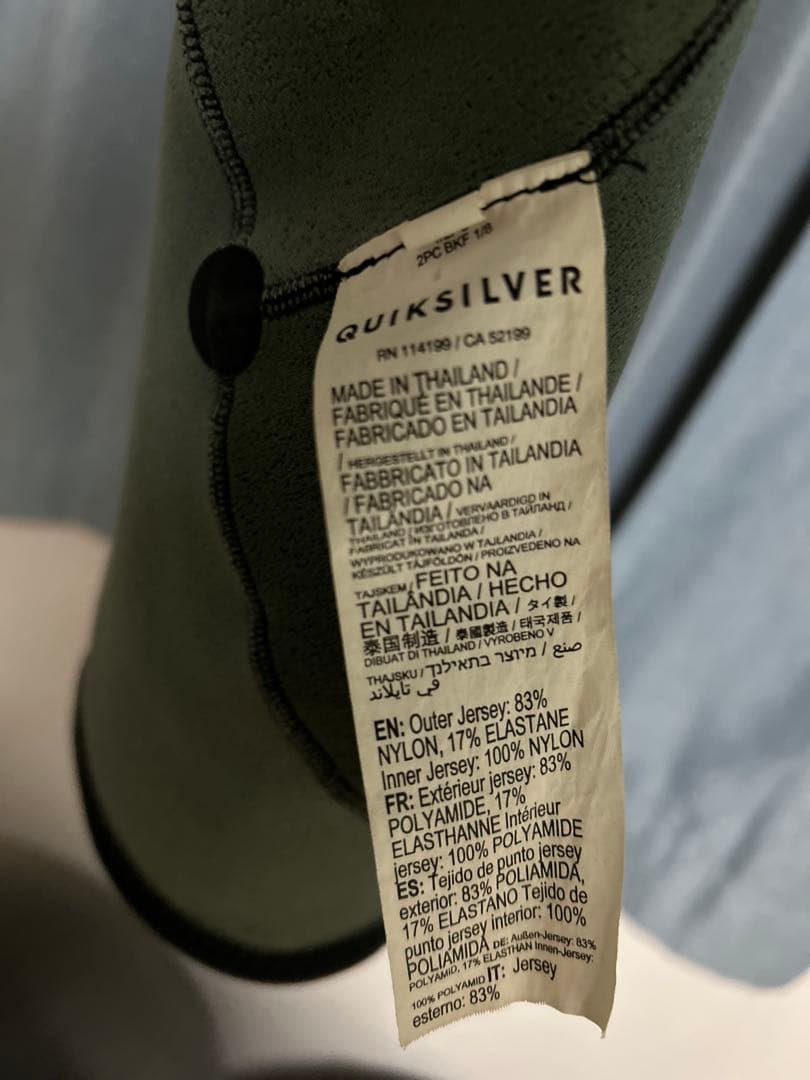 2PC BKF 1/8
QUIKSILVER
RN 114199 / CA 52199
MADE IN THAILAND /
FABRIQUÉ EN THAILANDE /
FABRICADO EN TAILANDIA
/ HERGESTELLT IN THAILAND /
FABBRICATO IN TAILANDIA
/ FABRICADO NA
TAILÂNDIA / VERVAARDIGD IN
THAILAND / ИЗГОТОВЛЕНО В ТАЙЛАНД /
FABRICAT ÎN TAILANDA /
WYPRODUKOWANO W TAJLANDIA /
KÉSZÜLT TÁJFÖLDÖN / PROIZVEDENO NA
TAJSKEM / FEITO NA
TAILÂNDIA / HECHO
EN TAILANDIA / タイ製 /
泰国制造 / 泰國製造 / 태국제품 /
DIBUAT DI THAILAND / VYROBENO V
THAJSKU / מיוצר בתאילנד / صنع
في تايلاند
EN: Outer Jersey: 83%
NYLON, 17% ELASTANE
Inner Jersey: 100% NYLON
FR: Extérieur jersey: 83%
POLYAMIDE, 17%
ELASTHANNE Intérieur
jersey: 100% POLYAMIDE
ES: Tejido de punto jersey
exterior: 83% POLIAMIDA,
17% ELASTANO Tejido de
punto jersey interior: 100%
POLIAMIDA DE: Außen-Jersey: 83%
POLYAMID, 17% ELASTHAN Innen-Jersey:
100% POLYAMID IT: Jersey
esterno: 83%